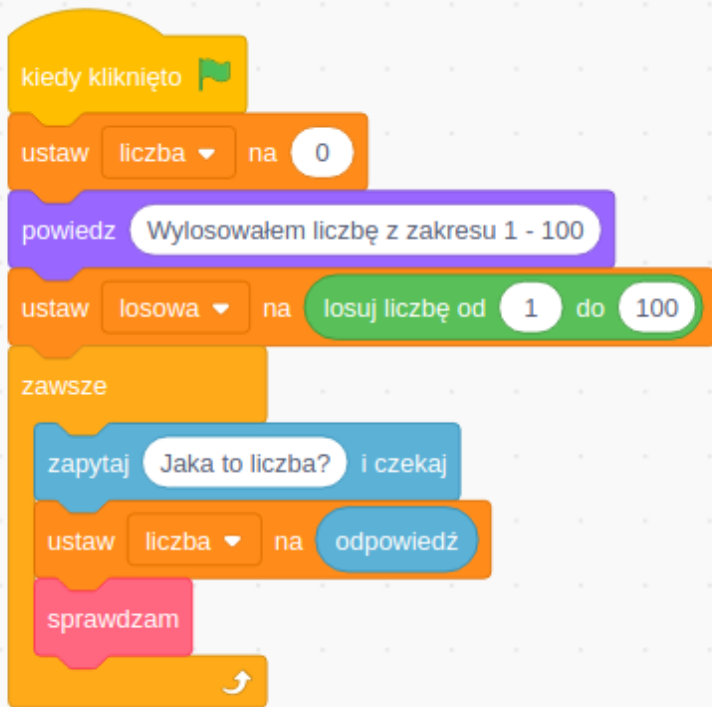 kiedy kliknięto
ustaw liczba na 0
powiedz Wylosowałem liczbę z zakresu 1 - 100
ustaw losowa na losuj liczbę od 1 do 100
zawsze
zapytaj Jaka to liczba? i czekaj
ustaw liczba na odpowiedź
sprawdzam